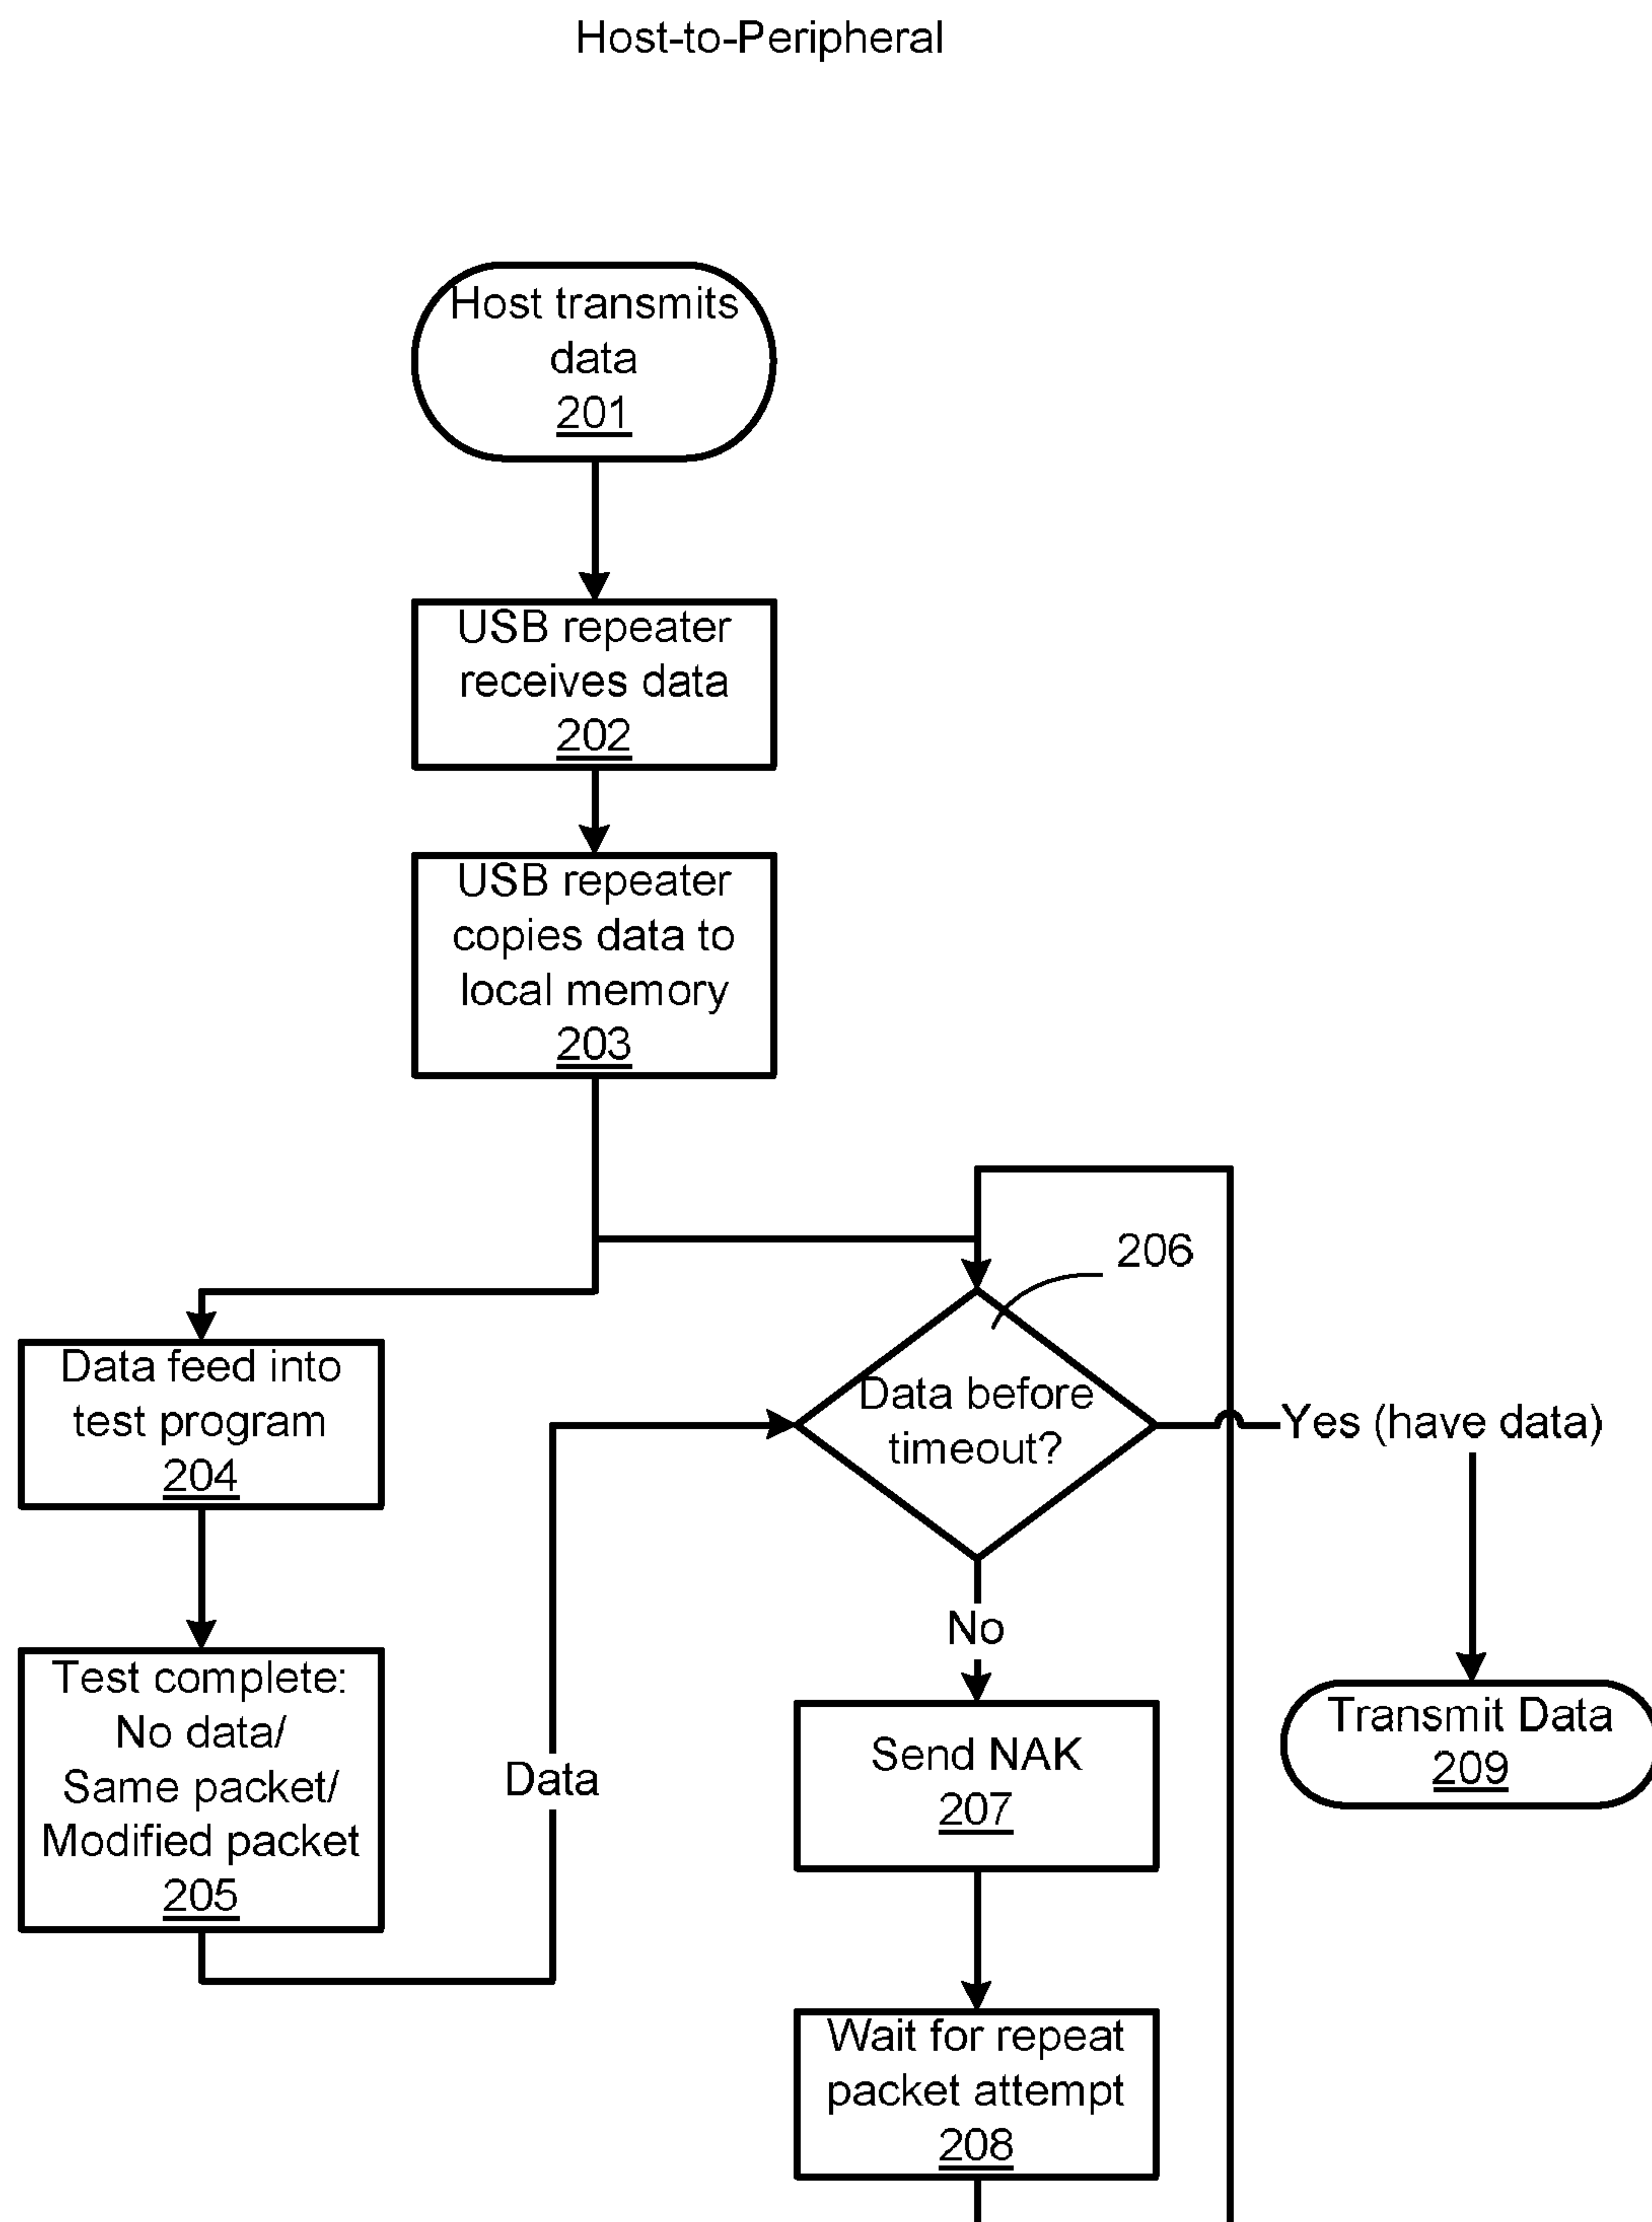 Host-to-Peripheral
Host transmits
data
201
USB repeater
receives data
202
USB repeater
copies data to
local memory
203
206
Data feed into
test program
204
Data before
timeout?
Yes (have data)
No
Test complete:
No data/
Same packet/
Modified packet
205
Data
Send NAK
207
Transmit Data
209
Wait for repeat
packet attempt
208